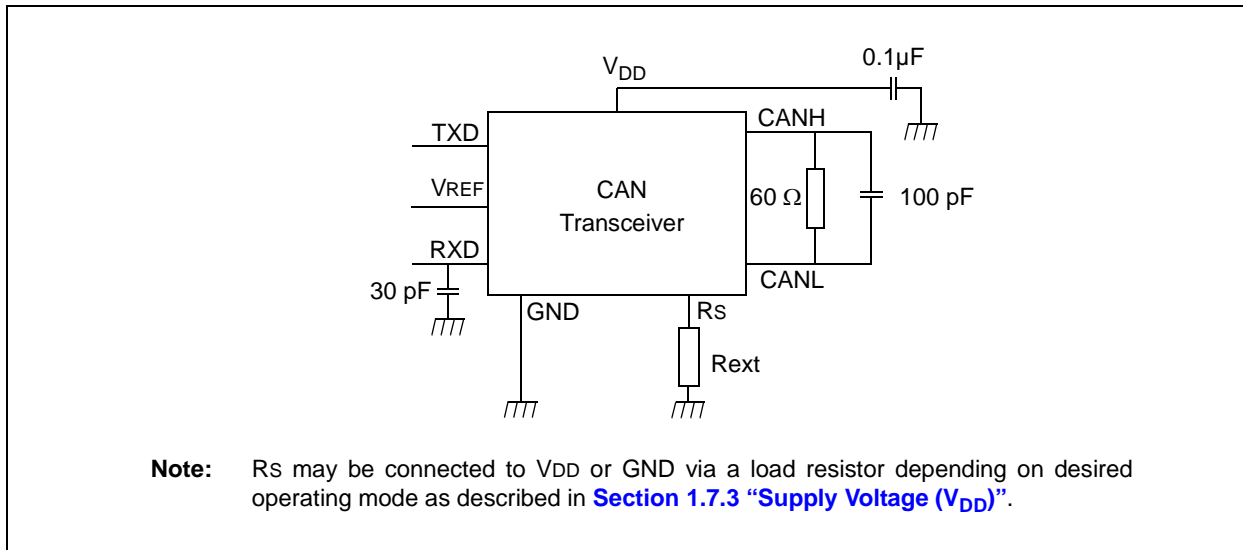 0.1µF
VDD
CANH
TXD
VREF
CAN
Transceiver
60 Ω
100 pF
RXD
CANL
30 pF
GND
RS
Rext
Note: RS may be connected to VDD or GND via a load resistor depending on desired
operating mode as described in Section 1.7.3 “Supply Voltage (VDD)”.